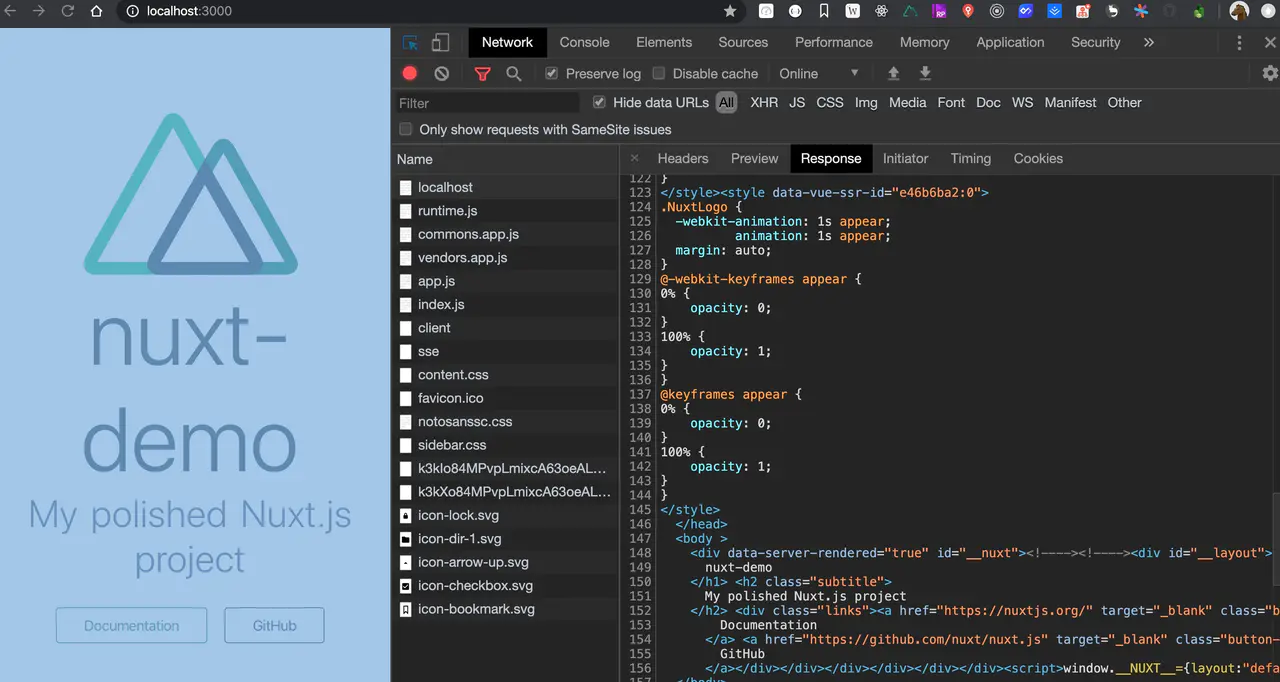 localhost:3000
nuxt-
demo
My polished Nuxt.js
project
Documentation GitHub
Network Console Elements Sources Performance Memory Application Security »
Preserve log Disable cache Online
Filter Hide data URLs All XHR JS CSS Img Media Font Doc WS Manifest Other
Only show requests with SameSite issues
Name
localhost
runtime.js
commons.app.js
vendors.app.js
app.js
index.js
client
sse
content.css
favicon.ico
notosanssc.css
sidebar.css
k3kIo84MPvpLmixcA63oeAL...
k3kXo84MPvpLmixcA63oeAL...
icon-lock.svg
icon-dir-1.svg
icon-arrow-up.svg
icon-checkbox.svg
icon-bookmark.svg
× Headers Preview Response Initiator Timing Cookies
122 }
123 </style><style data-vue-ssr-id="e46b6ba2:0">
124 .NuxtLogo {
125 -webkit-animation: 1s appear;
126 animation: 1s appear;
127 margin: auto;
128 }
129 @-webkit-keyframes appear {
130 0% {
131 opacity: 0;
132 }
133 100% {
134 opacity: 1;
135 }
136 }
137 @keyframes appear {
138 0% {
139 opacity: 0;
140 }
141 100% {
142 opacity: 1;
143 }
144 }
145 </style>
146 </head>
147 <body >
148 <div data-server-rendered="true" id="__nuxt"><!----><!----><div id="__layout">
149 nuxt-demo
150 </h1> <h2 class="subtitle">
151 My polished Nuxt.js project
152 </h2> <div class="links"><a href="https://nuxtjs.org/" target="_blank" class="b
153 Documentation
154 </a> <a href="https://github.com/nuxt/nuxt.js" target="_blank" class="button-
155 GitHub
156 </a></div></div></div></div></div></div><script>window.__NUXT__={layout:"defa